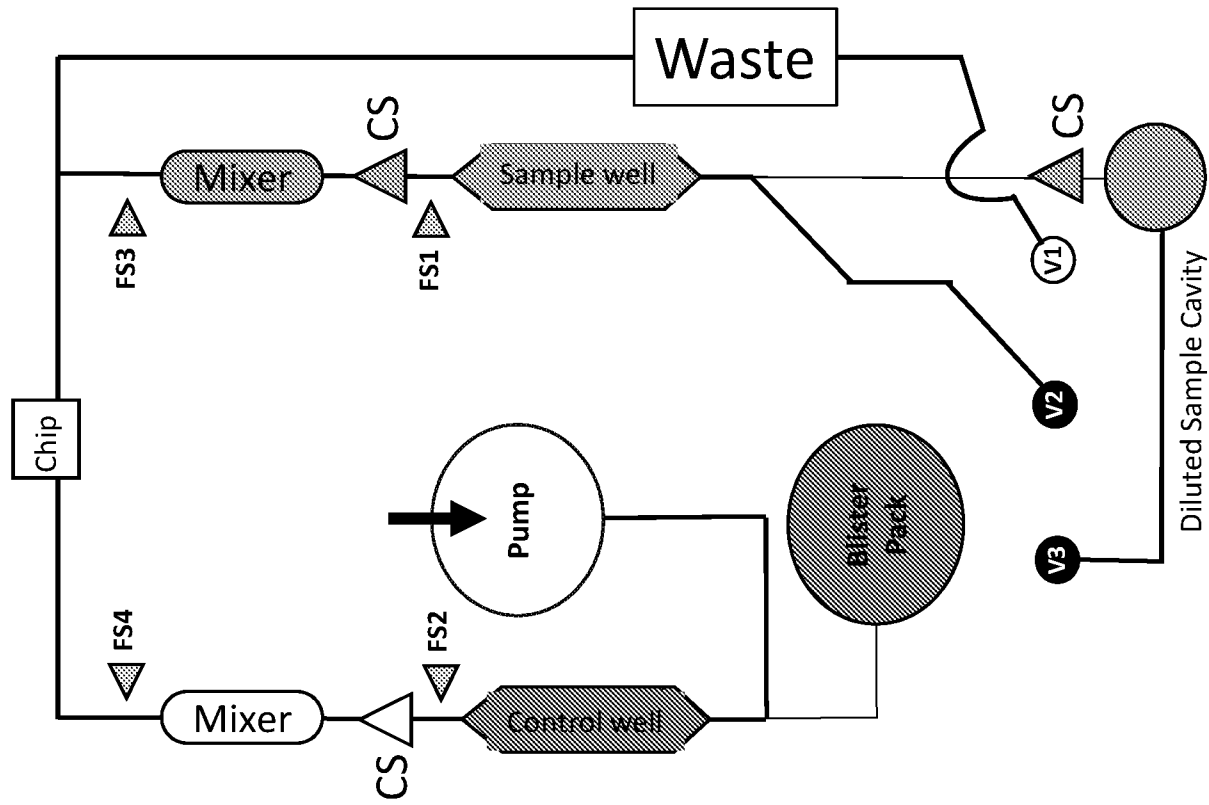 Waste
CS
CS
Mixer
Sample well
FS3
FS1
V1
Chip
V2
Diluted Sample Cavity
Pump
Blister
Pack
V3
FS4
FS2
Mixer
Control well
CS